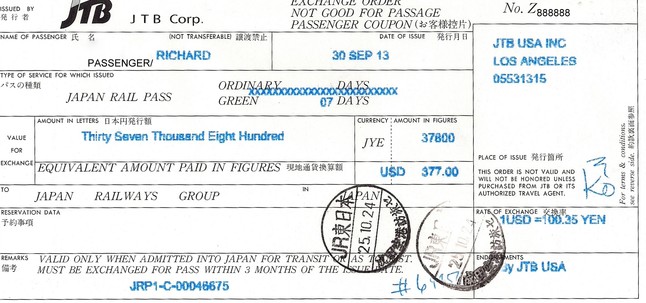 ISSUED BY
発行者
JTB JTB Corp.
EXCHANGE ORDER
NOT GOOD FOR PASSAGE
PASSENGER COUPON (お客様控片)
No. Z888888
NAME OF PASSENGER 氏 名 (NOT TRANSFERABLE) 譲渡禁止
PASSENGER/ RICHARD
DATE OF ISSUE 発行月日
30 SEP 13
JTB USA INC
LOS ANGELES
05531315
TYPE OF SERVICE FOR WHICH ISSUED
パスの種類
JAPAN RAIL PASS
ORDINARY DAYS
xxxxxxxxxxxxxxxxxxxxxxxxx
GREEN 07 DAYS
VALUE
FOR
EXCHANGE
AMOUNT IN LETTERS 日本円発行額
Thirty Seven Thousand Eight Hundred
CURRENCY AMOUNT IN FIGURES
JYE 37800
EQUIVALENT AMOUNT PAID IN FIGURES 現地通貨換算額
USD 377.00
PLACE OF ISSUE 発行箇所
THIS ORDER IS NOT VALID AND
WILL NOT BE HONORED UNLESS
PURCHASED FROM JTB OR ITS
AUTHORIZED TRAVEL AGENT.
For terms & conditions,
see reverse side. 約款裏面参照
TO IN
JAPAN RAILWAYS GROUP JAPAN
RESERVATION DATA
予約事項
JR東日本
25.10.24
RATE OF EXCHANGE 交換率
1USD =100.35 YEN
REMARKS
備考
VALID ONLY WHEN ADMITTED INTO JAPAN FOR TRANSIT OR AS TOURIST.
MUST BE EXCHANGED FOR PASS WITHIN 3 MONTHS OF THE ISSUE DATE.
JRP1-C-00046675
by JTB USA